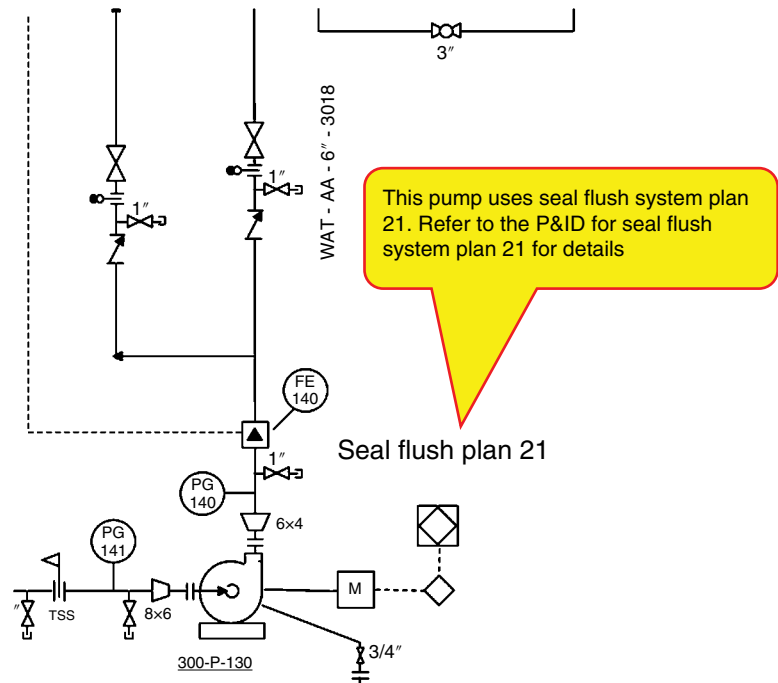 3″
1″
1″
WAT - AA - 6″ - 3018
This pump uses seal flush system plan
21. Refer to the P&ID for seal flush
system plan 21 for details
FE
140
Seal flush plan 21
1″
PG
140
6×4
PG
141
M
″
TSS
8×6
3/4″
300-P-130